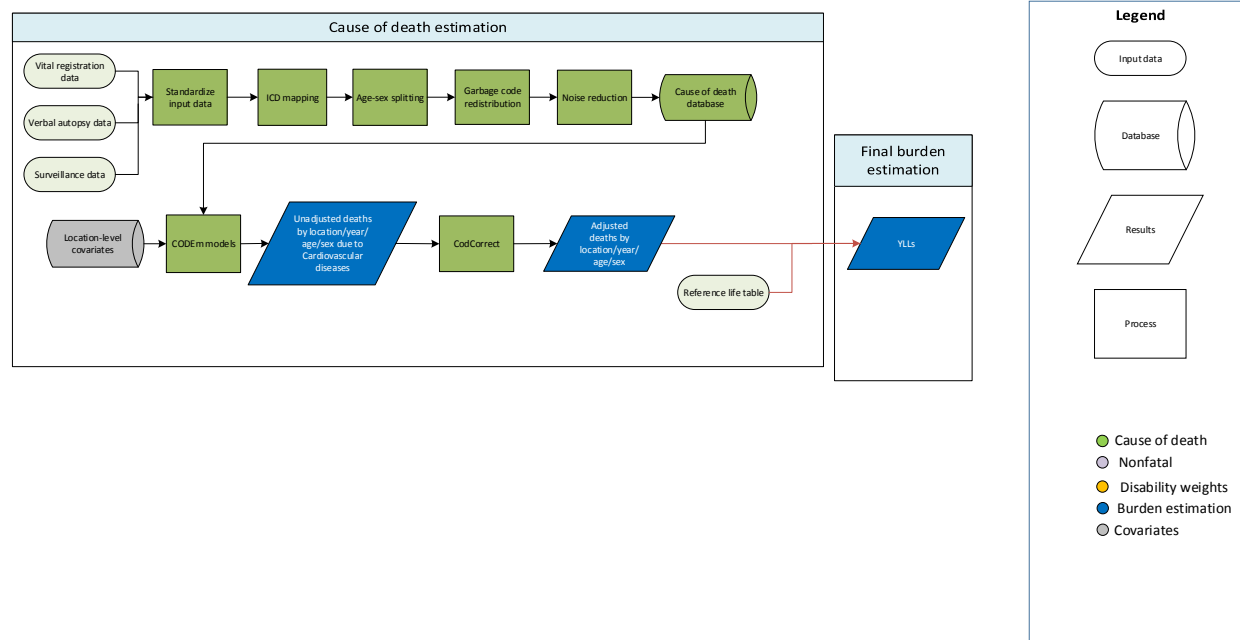 Cause of death estimation
Vital registration
data
Verbal autopsy data
Surveillance data
Standardize
input data
ICD mapping
Age-sex splitting
Garbage code
redistribution
Noise reduction
Cause of death
database
Location-level
covariates
CODEm models
Unadjusted deaths
by location/year/
age/sex due to
Cardiovascular
diseases
CodCorrect
Adjusted
deaths by
location/year/
age/sex
Reference life table
Final burden
estimation
YLLs
Legend
Input data
Database
Results
Process
Cause of death
Nonfatal
Disability weights
Burden estimation
Covariates